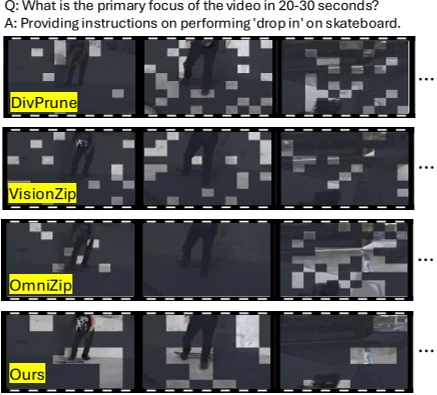 Q: What is the primary focus of the video in 20-30 seconds?
A: Providing instructions on performing 'drop in' on skateboard.
DivPrune
...
VisionZip
...
OmniZip
...
Ours
...